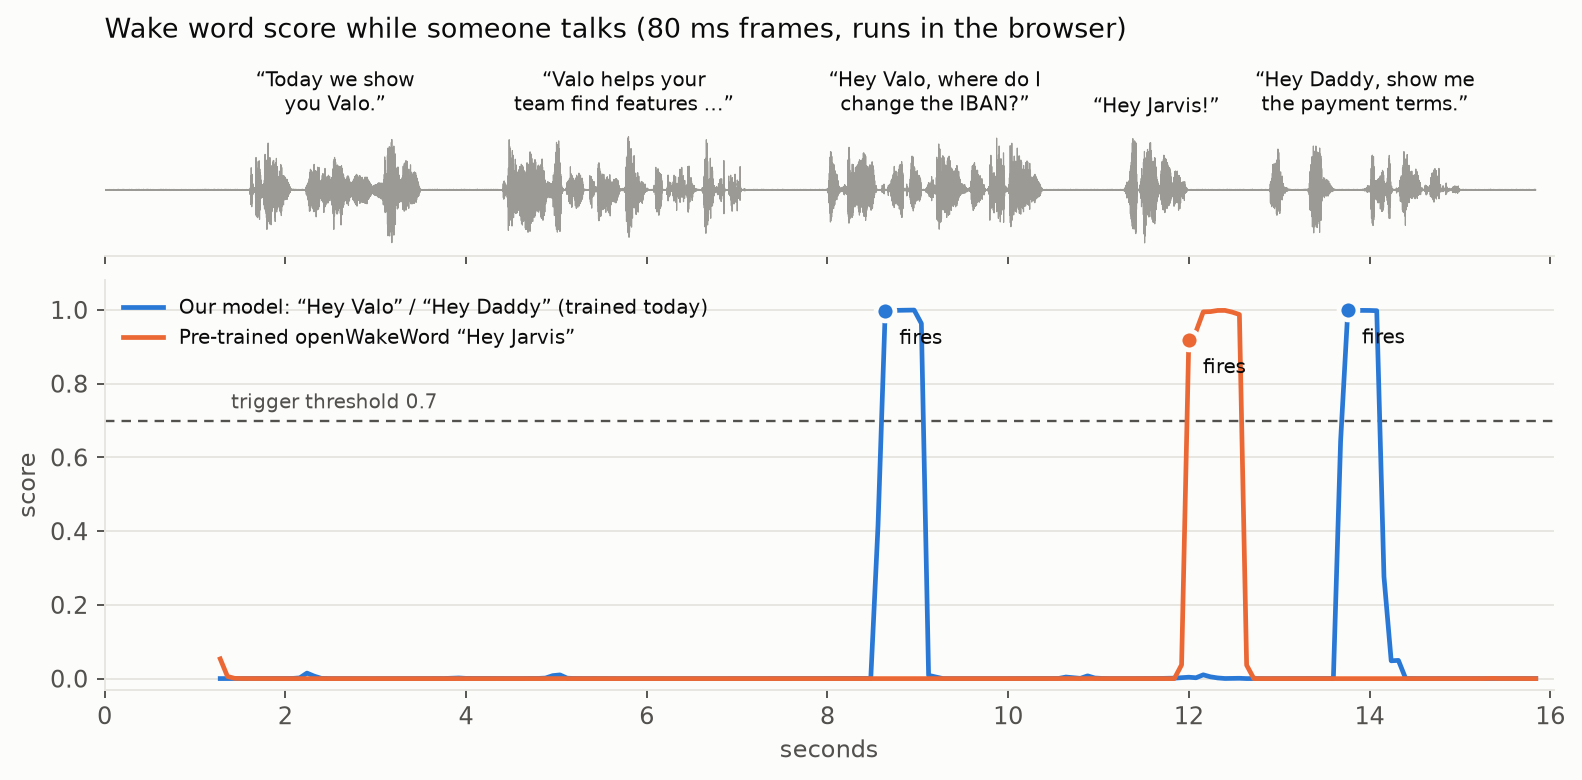 Wake word score while someone talks (80 ms frames, runs in the browser)
“Today we show
you Valo.”
“Valo helps your
team find features ...”
“Hey Valo, where do I
change the IBAN?”
“Hey Jarvis!”
“Hey Daddy, show me
the payment terms.”
Our model: “Hey Valo” / “Hey Daddy” (trained today)
Pre-trained openWakeWord “Hey Jarvis”
fires
fires
fires
trigger threshold 0.7
score
1.0
0.8
0.6
0.4
0.2
0.0
0 2 4 6 8 10 12 14 16
seconds